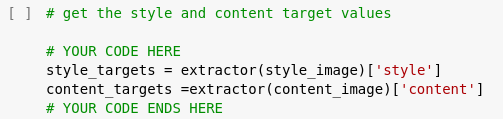 [ ] # get the style and content target values
# YOUR CODE HERE
style_targets = extractor(style_image)['style']
content_targets =extractor(content_image)['content']
# YOUR CODE ENDS HERE